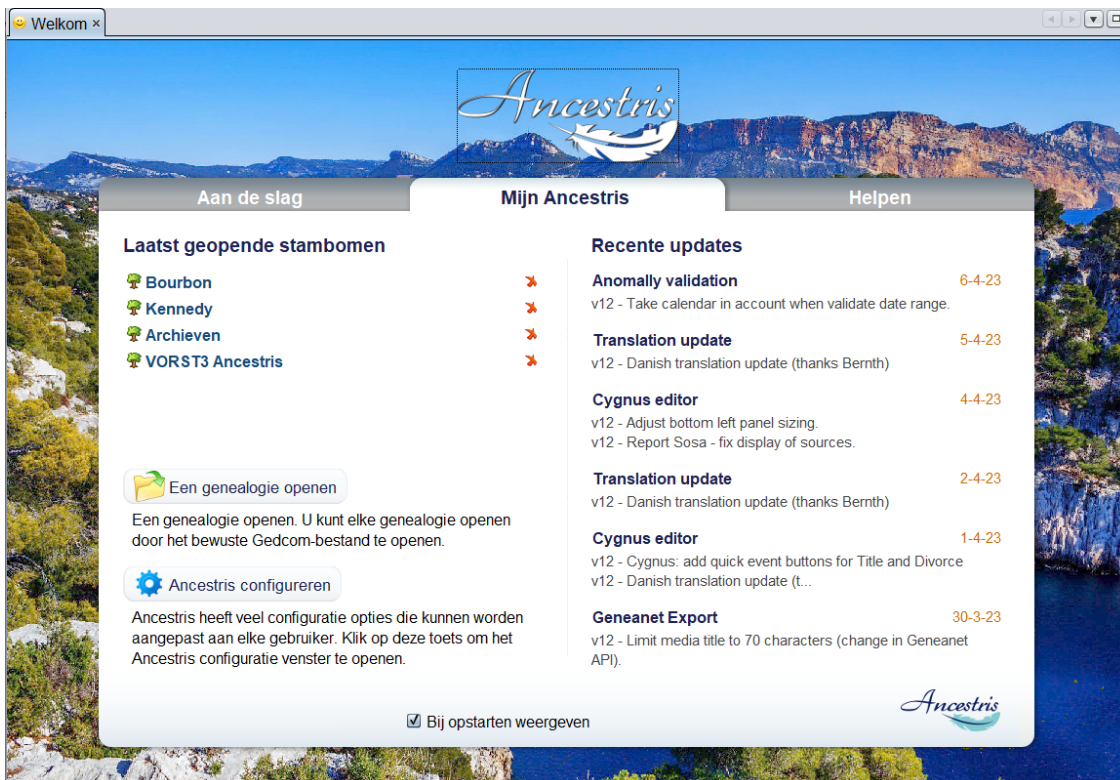 Welkom
Ancestris
Aan de slag
Mijn Ancestris
Helpen
Laatst geopende stambomen
Bourbon
Kennedy
Archieven
VORST3 Ancestris
Een genealogie openen
Een genealogie openen. U kunt elke genealogie openen
door het bewuste Gedcom-bestand te openen.
Ancestris configureren
Ancestris heeft veel configuratie opties die kunnen worden
aangepast aan elke gebruiker. Klik op deze toets om het
Ancestris configuratie venster te openen.
Recente updates
Anomally validation 6-4-23
v12 - Take calendar in account when validate date range.
Translation update 5-4-23
v12 - Danish translation update (thanks Bernth)
Cygnus editor 4-4-23
v12 - Adjust bottom left panel sizing.
v12 - Report Sosa - fix display of sources.
Translation update 2-4-23
v12 - Danish translation update (thanks Bernth)
Cygnus editor 1-4-23
v12 - Cygnus: add quick event buttons for Title and Divorce
v12 - Danish translation update (t...
Geneanet Export 30-3-23
v12 - Limit media title to 70 characters (change in Geneanet
API).
Ancestris
Bij opstarten weergeven